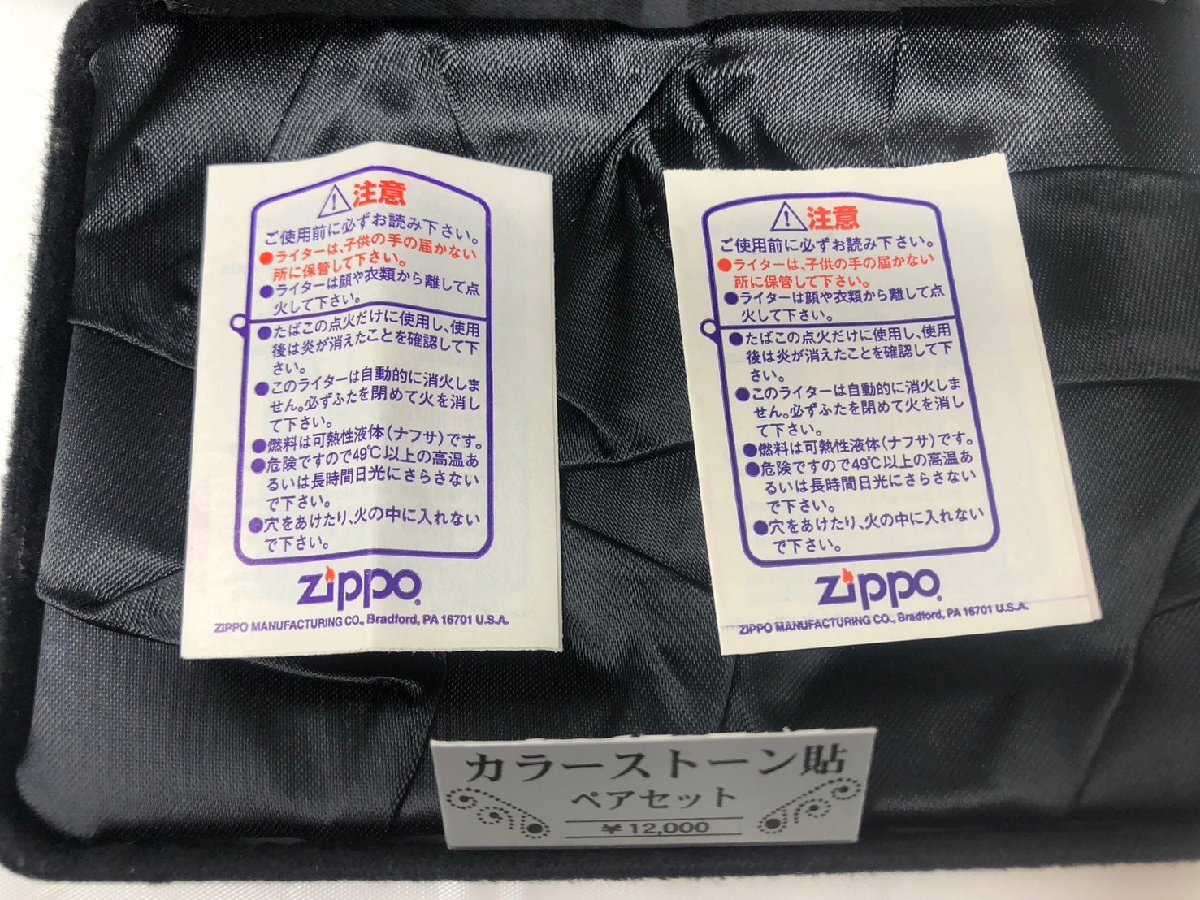 注意
ご使用前に必ずお読み下さい。
●ライターは、子供の手の届かない
所に保管して下さい。
●ライターは顔や衣類から離して点
火して下さい。
●たばこの点火だけに使用し、使用
後は炎が消えたことを確認して下
さい。
●このライターは自動的に消火しま
せん。必ずふたを閉めて火を消し
て下さい。
●燃料は可熱性液体(ナフサ)です。
●危険ですので49℃以上の高温あ
るいは長時間日光にさらさない
で下さい。
●穴をあけたり、火の中に入れない
で下さい。
zippo
ZIPPO MANUFACTURING CO., Bradford, PA 16701 U.S.A.
注意
ご使用前に必ずお読み下さい。
●ライターは、子供の手の届かない
所に保管して下さい。
●ライターは顔や衣類から離して点
火して下さい。
●たばこの点火だけに使用し、使用
後は炎が消えたことを確認して下
さい。
●このライターは自動的に消火しま
せん。必ずふたを閉めて火を消し
て下さい。
●燃料は可熱性液体(ナフサ)です。
●危険ですので49℃以上の高温あ
るいは長時間日光にさらさない
で下さい。
●穴をあけたり、火の中に入れない
で下さい。
zippo
ZIPPO MANUFACTURING CO., Bradford, PA 16701 U.S.A.
カラーストーン貼
ペアセット
¥12,000